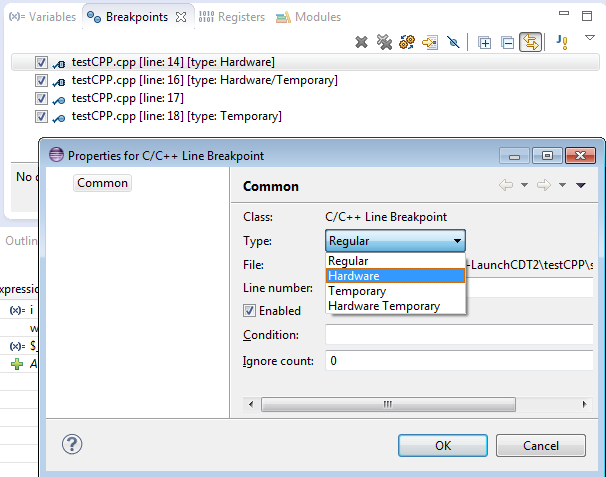 (x)= Variables Breakpoints Registers Modules
testCPP.cpp [line: 14] [type: Hardware]
testCPP.cpp [line: 16] [type: Hardware/Temporary]
testCPP.cpp [line: 17]
testCPP.cpp [line: 18] [type: Temporary]
No d
Outlin
xpressio
(x)= i
w
(x)= $_
A
Properties for C/C++ Line Breakpoint
Common
Common
Class: C/C++ Line Breakpoint
Type: Regular
Regular
Hardware
Temporary
Hardware Temporary
File: -LaunchCDT2\testCPP\s
Line number:
Enabled
Condition:
Ignore count: 0
OK Cancel